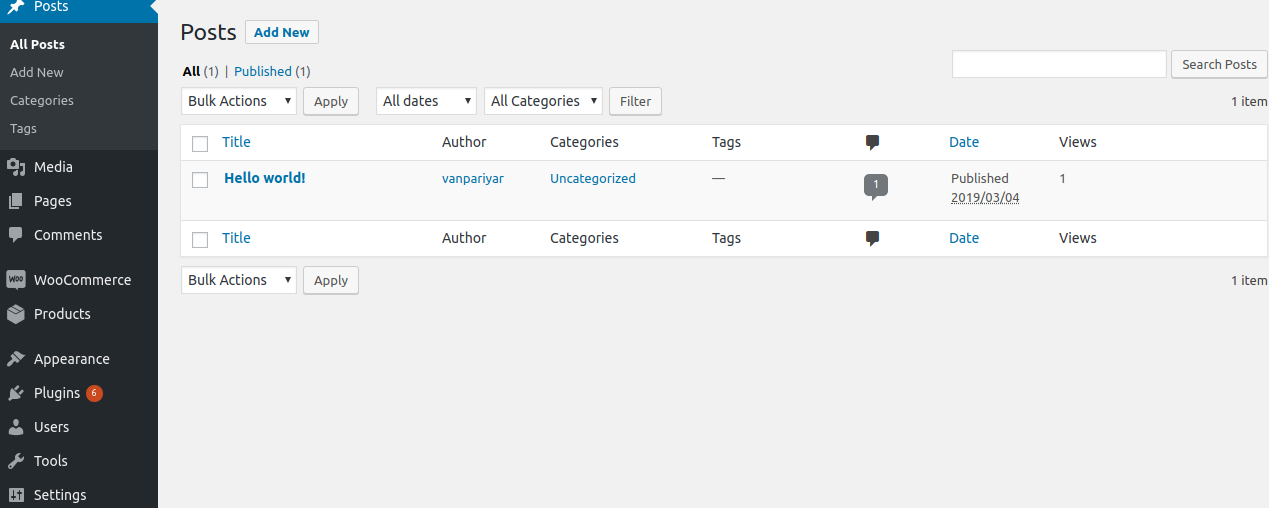 Posts
All Posts
Add New
Categories
Tags
Media
Pages
Comments
woo WooCommerce
Products
Appearance
Plugins 6
Users
Tools
Settings
Posts Add New
All (1) | Published (1)
Search Posts
Bulk Actions Apply All dates All Categories Filter 1 item
Title Author Categories Tags Date Views
Hello world! vanpariyar Uncategorized — 1 Published 1
2019/03/04
Title Author Categories Tags Date Views
Bulk Actions Apply 1 item